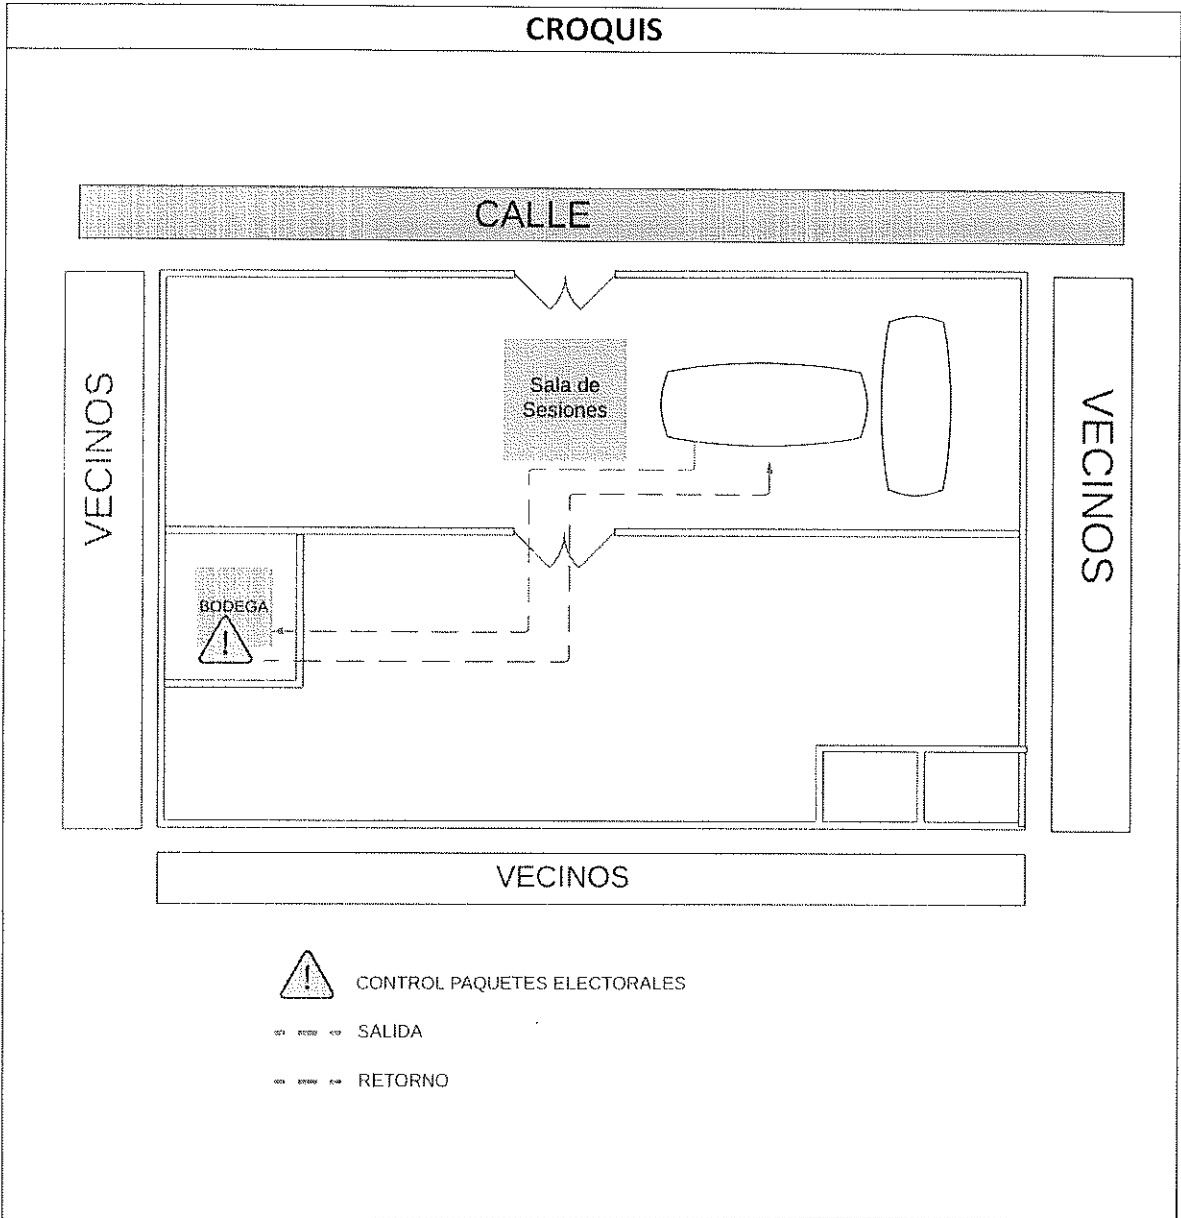 CROQUIS
CALLE
VECINOS
Sala de
Sesiones
VECINOS
BODEGA
VECINOS
CONTROL PAQUETES ELECTORALES
SALIDA
RETORNO